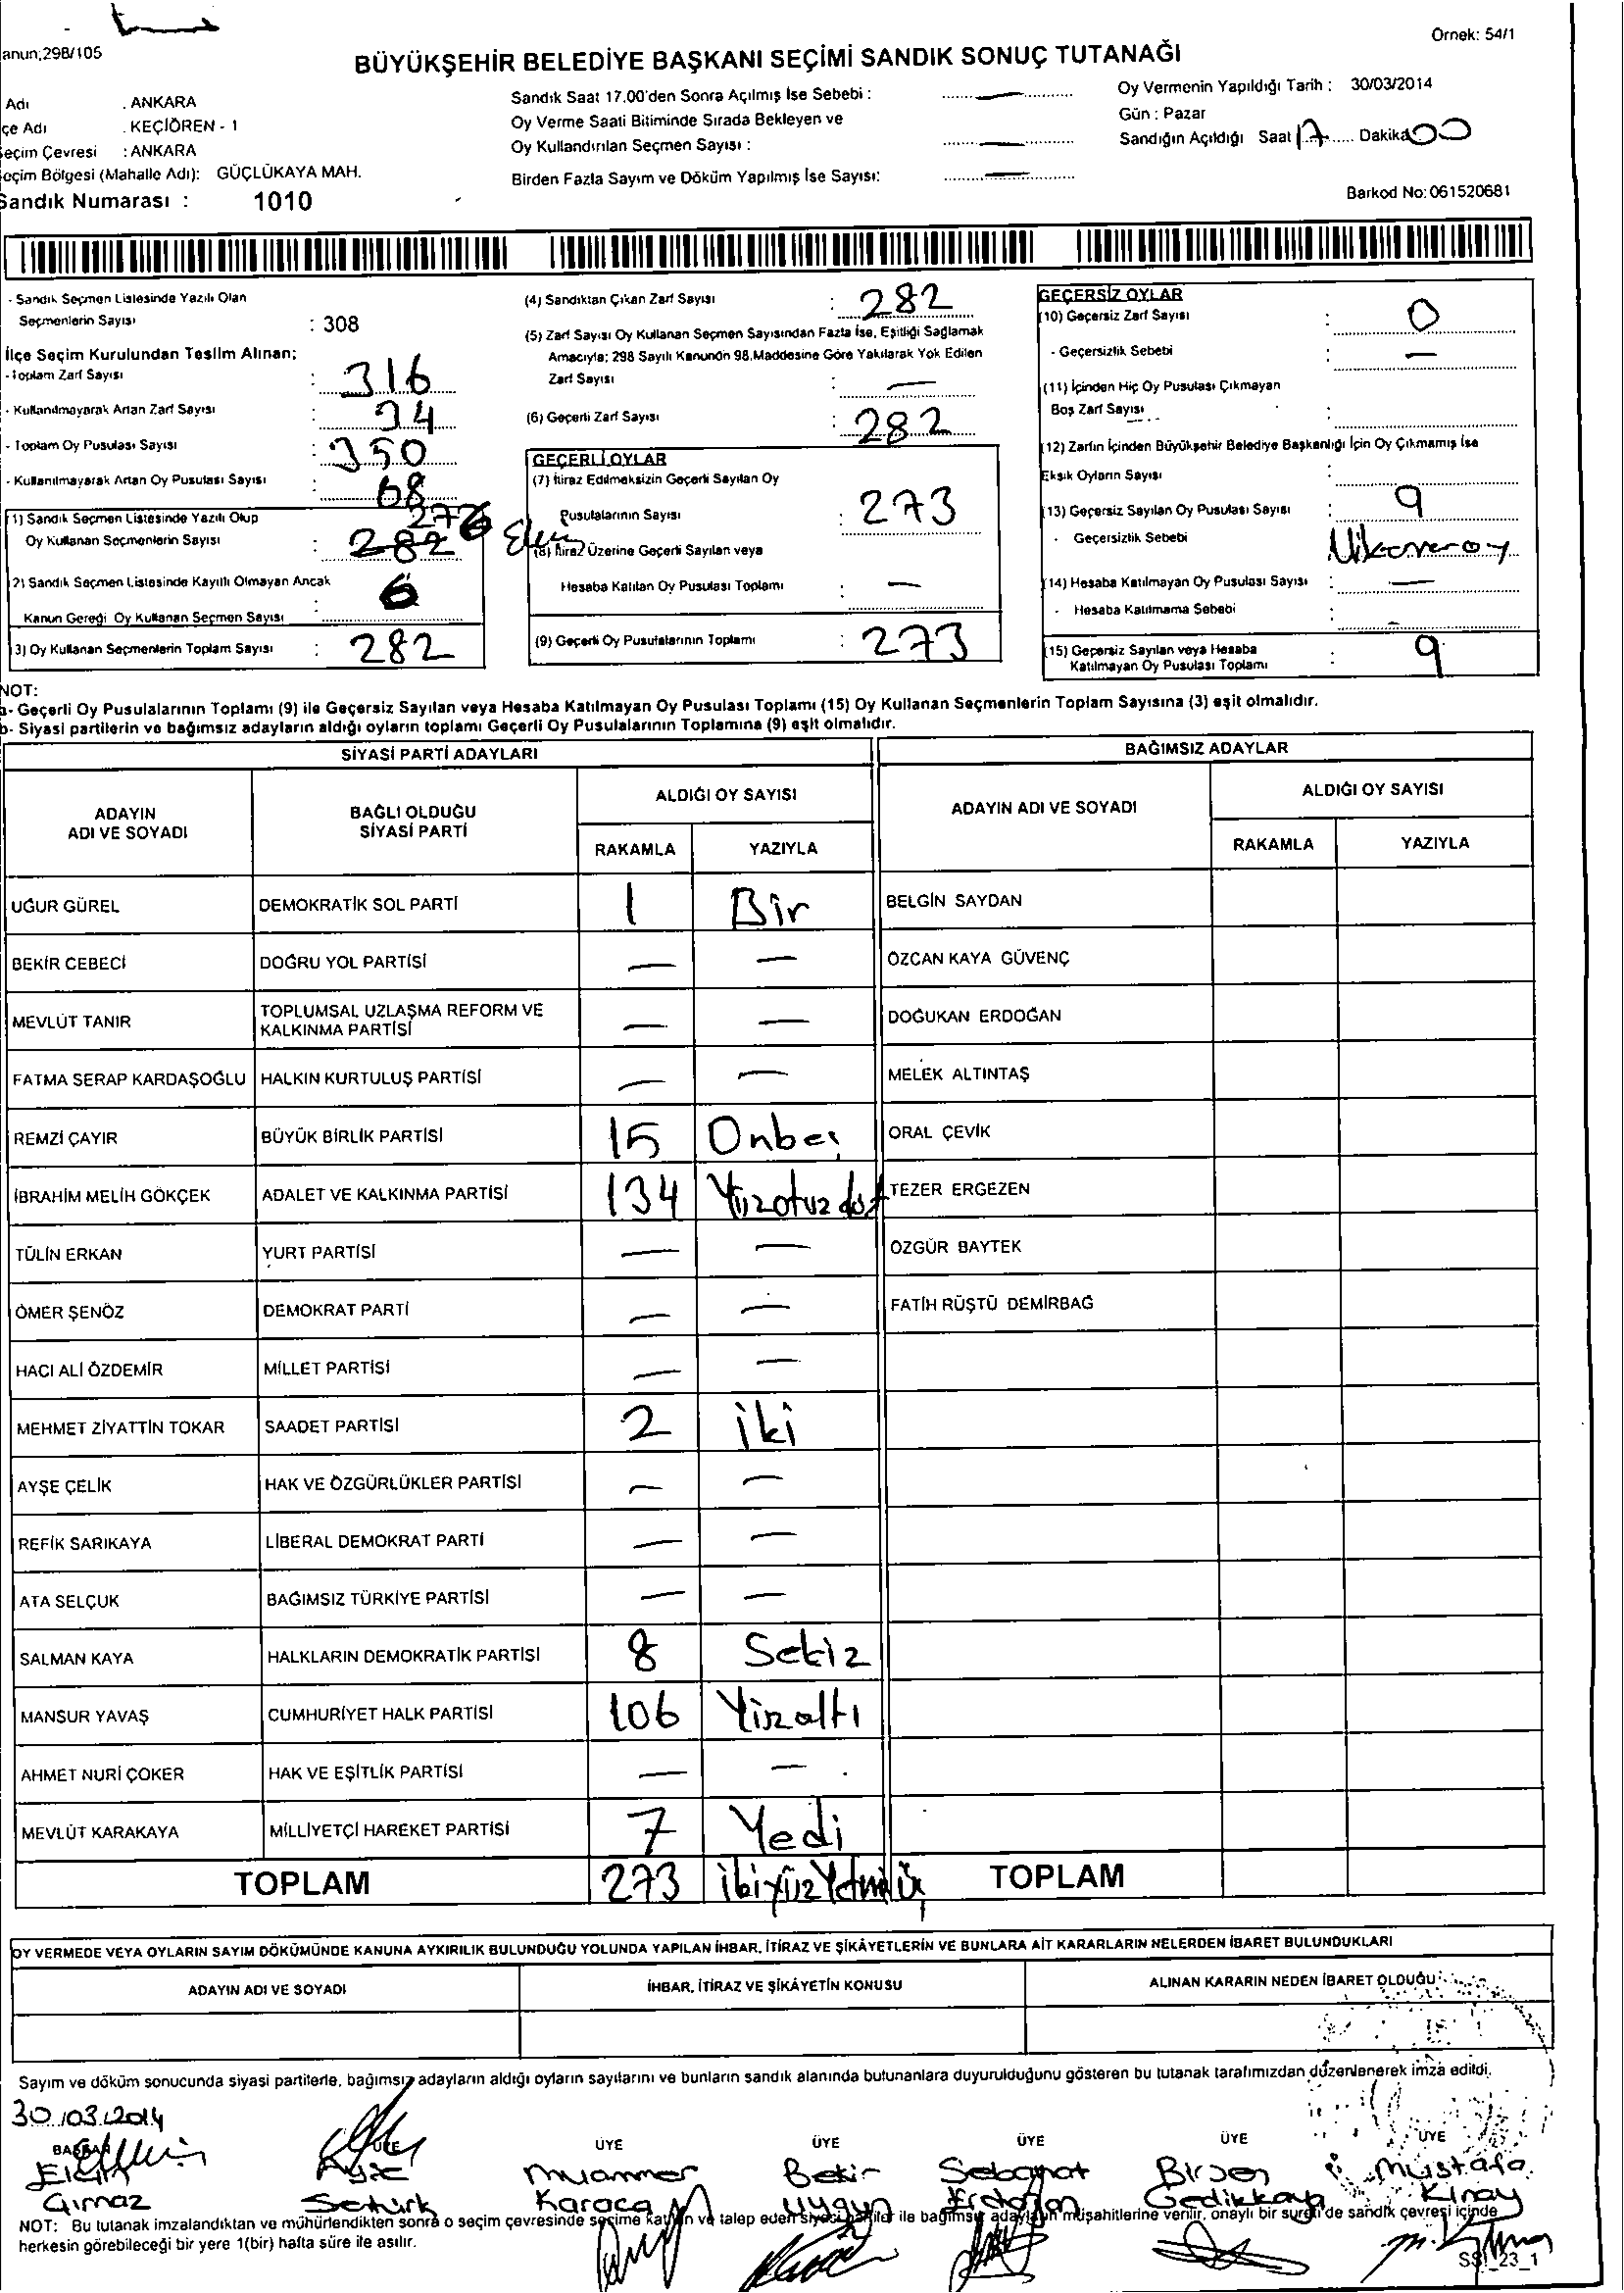 Örnek: 54/1
anun;298/105
BÜYÜKŞEHİR BELEDİYE BAŞKANI SEÇİMİ SANDIK SONUÇ TUTANAĞI
Adı : ANKARA
çe Adı : KEÇİÖREN - 1
Seçim Çevresi : ANKARA
Seçim Bölgesi (Mahalle Adı): GÜÇLÜKAYA MAH.
Sandık Numarası : 1010
Sandık Saat 17.00'den Sonra Açılmış İse Sebebi : —
Oy Verme Saati Bitiminde Sırada Bekleyen ve
Oy Kullandırılan Seçmen Sayısı : —
Birden Fazla Sayım ve Döküm Yapılmış İse Sayısı: —
Oy Vermenin Yapıldığı Tarih : 30/03/2014
Gün : Pazar
Sandığın Açıldığı Saat 17 Dakika 00
Barkod No: 061520681
- Sandık Seçmen Listesinde Yazılı Olan
Seçmenlerin Sayısı : 308
İlçe Seçim Kurulundan Teslim Alınan;
- Toplam Zarf Sayısı : 316
- Kullanılmayarak Artan Zarf Sayısı : 34
- Toplam Oy Pusulası Sayısı : 350
- Kullanılmayarak Artan Oy Pusulası Sayısı : 68
1) Sandık Seçmen Listesinde Yazılı Olup 276
Oy Kullanan Seçmenlerin Sayısı : 282
2) Sandık Seçmen Listesinde Kayıtlı Olmayan Ancak
Kanun Gereği Oy Kullanan Seçmen Sayısı : 6
3) Oy Kullanan Seçmenlerin Toplam Sayısı : 282
(4) Sandıktan Çıkan Zarf Sayısı : 282
(5) Zarf Sayısı Oy Kullanan Seçmen Sayısından Fazla İse, Eşitliği Sağlamak
Amacıyla; 298 Sayılı Kanunun 98.Maddesine Göre Yakılarak Yok Edilen
Zarf Sayısı : —
(6) Geçerli Zarf Sayısı : 282
GEÇERLİ OYLAR
(7) İtiraz Edilmeksizin Geçerli Sayılan Oy
Pusulalarının Sayısı : 273
(8) İtiraz Üzerine Geçerli Sayılan veya
Hesaba Katılan Oy Pusulası Toplamı : —
(9) Geçerli Oy Pusulalarının Toplamı : 273
GEÇERSİZ OYLAR
(10) Geçersiz Zarf Sayısı : 0
- Geçersizlik Sebebi : —
(11) İçinden Hiç Oy Pusulası Çıkmayan
Boş Zarf Sayısı :
(12) Zarfın İçinden Büyükşehir Belediye Başkanlığı İçin Oy Çıkmamış İse
Eksik Oyların Sayısı :
(13) Geçersiz Sayılan Oy Pusulası Sayısı : 9
- Geçersizlik Sebebi :
(14) Hesaba Katılmayan Oy Pusulası Sayısı : —
- Hesaba Katılmama Sebebi :
(15) Geçersiz Sayılan veya Hesaba
Katılmayan Oy Pusulası Toplamı : 9
NOT:
a- Geçerli Oy Pusulalarının Toplamı (9) ile Geçersiz Sayılan veya Hesaba Katılmayan Oy Pusulası Toplamı (15) Oy Kullanan Seçmenlerin Toplam Sayısına (3) eşit olmalıdır.
b- Siyasi partilerin ve bağımsız adayların aldığı oyların toplamı Geçerli Oy Pusulalarının Toplamına (9) eşit olmalıdır.
SİYASİ PARTİ ADAYLARI
ADAYIN ADI VE SOYADI BAĞLI OLDUĞU SİYASİ PARTİ ALDIĞI OY SAYISI
RAKAMLA YAZIYLA
UĞUR GÜREL DEMOKRATİK SOL PARTİ 1 Bir
BEKİR CEBECİ DOĞRU YOL PARTİSİ — —
MEVLÜT TANIR TOPLUMSAL UZLAŞMA REFORM VE KALKINMA PARTİSİ — —
FATMA SERAP KARDAŞOĞLU HALKIN KURTULUŞ PARTİSİ — —
REMZİ ÇAYIR BÜYÜK BİRLİK PARTİSİ 15 Onbeş
İBRAHİM MELİH GÖKÇEK ADALET VE KALKINMA PARTİSİ 134 Yüzotuzdört
TÜLİN ERKAN YURT PARTİSİ — —
ÖMER ŞENÖZ DEMOKRAT PARTİ — —
HACI ALİ ÖZDEMİR MİLLET PARTİSİ — —
MEHMET ZİYATTİN TOKAR SAADET PARTİSİ 2 iki
AYŞE ÇELİK HAK VE ÖZGÜRLÜKLER PARTİSİ — —
REFİK SARIKAYA LİBERAL DEMOKRAT PARTİ — —
ATA SELÇUK BAĞIMSIZ TÜRKİYE PARTİSİ — —
SALMAN KAYA HALKLARIN DEMOKRATİK PARTİSİ 8 Sekiz
MANSUR YAVAŞ CUMHURİYET HALK PARTİSİ 106 Yüzaltı
AHMET NURİ ÇOKER HAK VE EŞİTLİK PARTİSİ — —
MEVLÜT KARAKAYA MİLLİYETÇİ HAREKET PARTİSİ 7 Yedi
TOPLAM 273 ikiyüzYetmişüç
BAĞIMSIZ ADAYLAR
ADAYIN ADI VE SOYADI ALDIĞI OY SAYISI
RAKAMLA YAZIYLA
BELGİN SAYDAN
ÖZCAN KAYA GÜVENÇ
DOĞUKAN ERDOĞAN
MELEK ALTINTAŞ
ORAL ÇEVİK
TEZER ERGEZEN
ÖZGÜR BAYTEK
FATİH RÜŞTÜ DEMİRBAĞ
TOPLAM
OY VERMEDE VEYA OYLARIN SAYIM DÖKÜMÜNDE KANUNA AYKIRILIK BULUNDUĞU YOLUNDA YAPILAN İHBAR, İTİRAZ VE ŞİKÂYETLERİN VE BUNLARA AİT KARARLARIN NELERDEN İBARET BULUNDUKLARI
ADAYIN ADI VE SOYADI İHBAR, İTİRAZ VE ŞİKÂYETİN KONUSU ALINAN KARARIN NEDEN İBARET OLDUĞU
Sayım ve döküm sonucunda siyasi partilerle, bağımsız adayların aldığı oyların sayılarını ve bunların sandık alanında bulunanlara duyurulduğunu gösteren bu tutanak tarafımızdan düzenlenerek imza edildi.
30/03/2014
BAŞKAN ÜYE ÜYE ÜYE ÜYE ÜYE ÜYE
Elçin Ayşe Muammer Bekir Sebahat Birsen Mustafa
Gımaz Şentürk Karaca Uygun Erdoğan Gedikkaya Kınay
NOT: Bu tutanak imzalandıktan ve mühürlendikten sonra o seçim çevresinde seçime katılan ve talep eden siyasi partiler ile bağımsız adayların müşahitlerine verilir, onaylı bir sureti de sandık çevresi içinde
herkesin görebileceği bir yere 1(bir) hafta süre ile asılır.
SSI_23_1